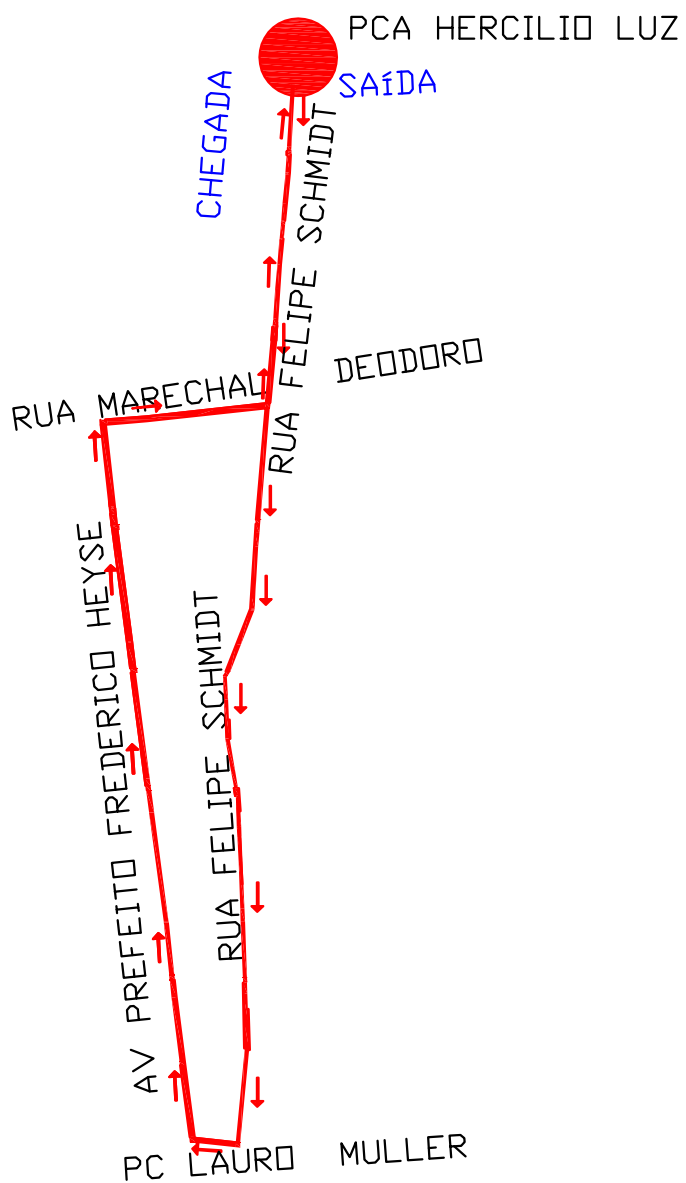 PCA HERCILIO LUZ
SAíDA
CHEGADA
RUA FELIPE SCHMIDT
RUA MARECHAL DEODORO
AV PREFEITO FREDERICO HEYSE
RUA FELIPE SCHMIDT
PC LAURO MULLER